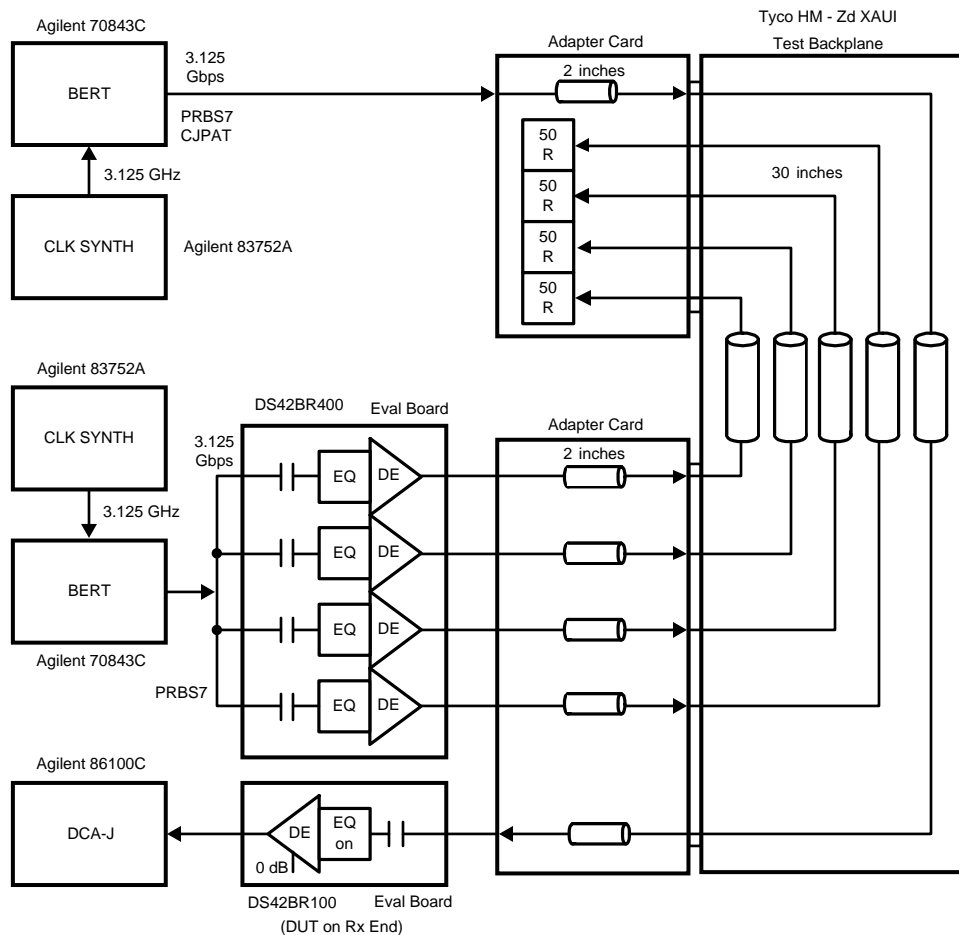 Agilent 70843C
BERT
3.125
Gbps
PRBS7
CJPAT
3.125 GHz
CLK SYNTH
Agilent 83752A
Adapter Card
2 inches
50
R
50
R
50
R
50
R
Tyco HM - Zd XAUI
Test Backplane
30 inches
Agilent 83752A
CLK SYNTH
3.125 GHz
BERT
Agilent 70843C
DS42BR400
Eval Board
3.125
Gbps
EQ
DE
EQ
DE
EQ
DE
EQ
DE
PRBS7
Adapter Card
2 inches
Agilent 86100C
DCA-J
DE
EQ
on
0 dB
DS42BR100
Eval Board
(DUT on Rx End)